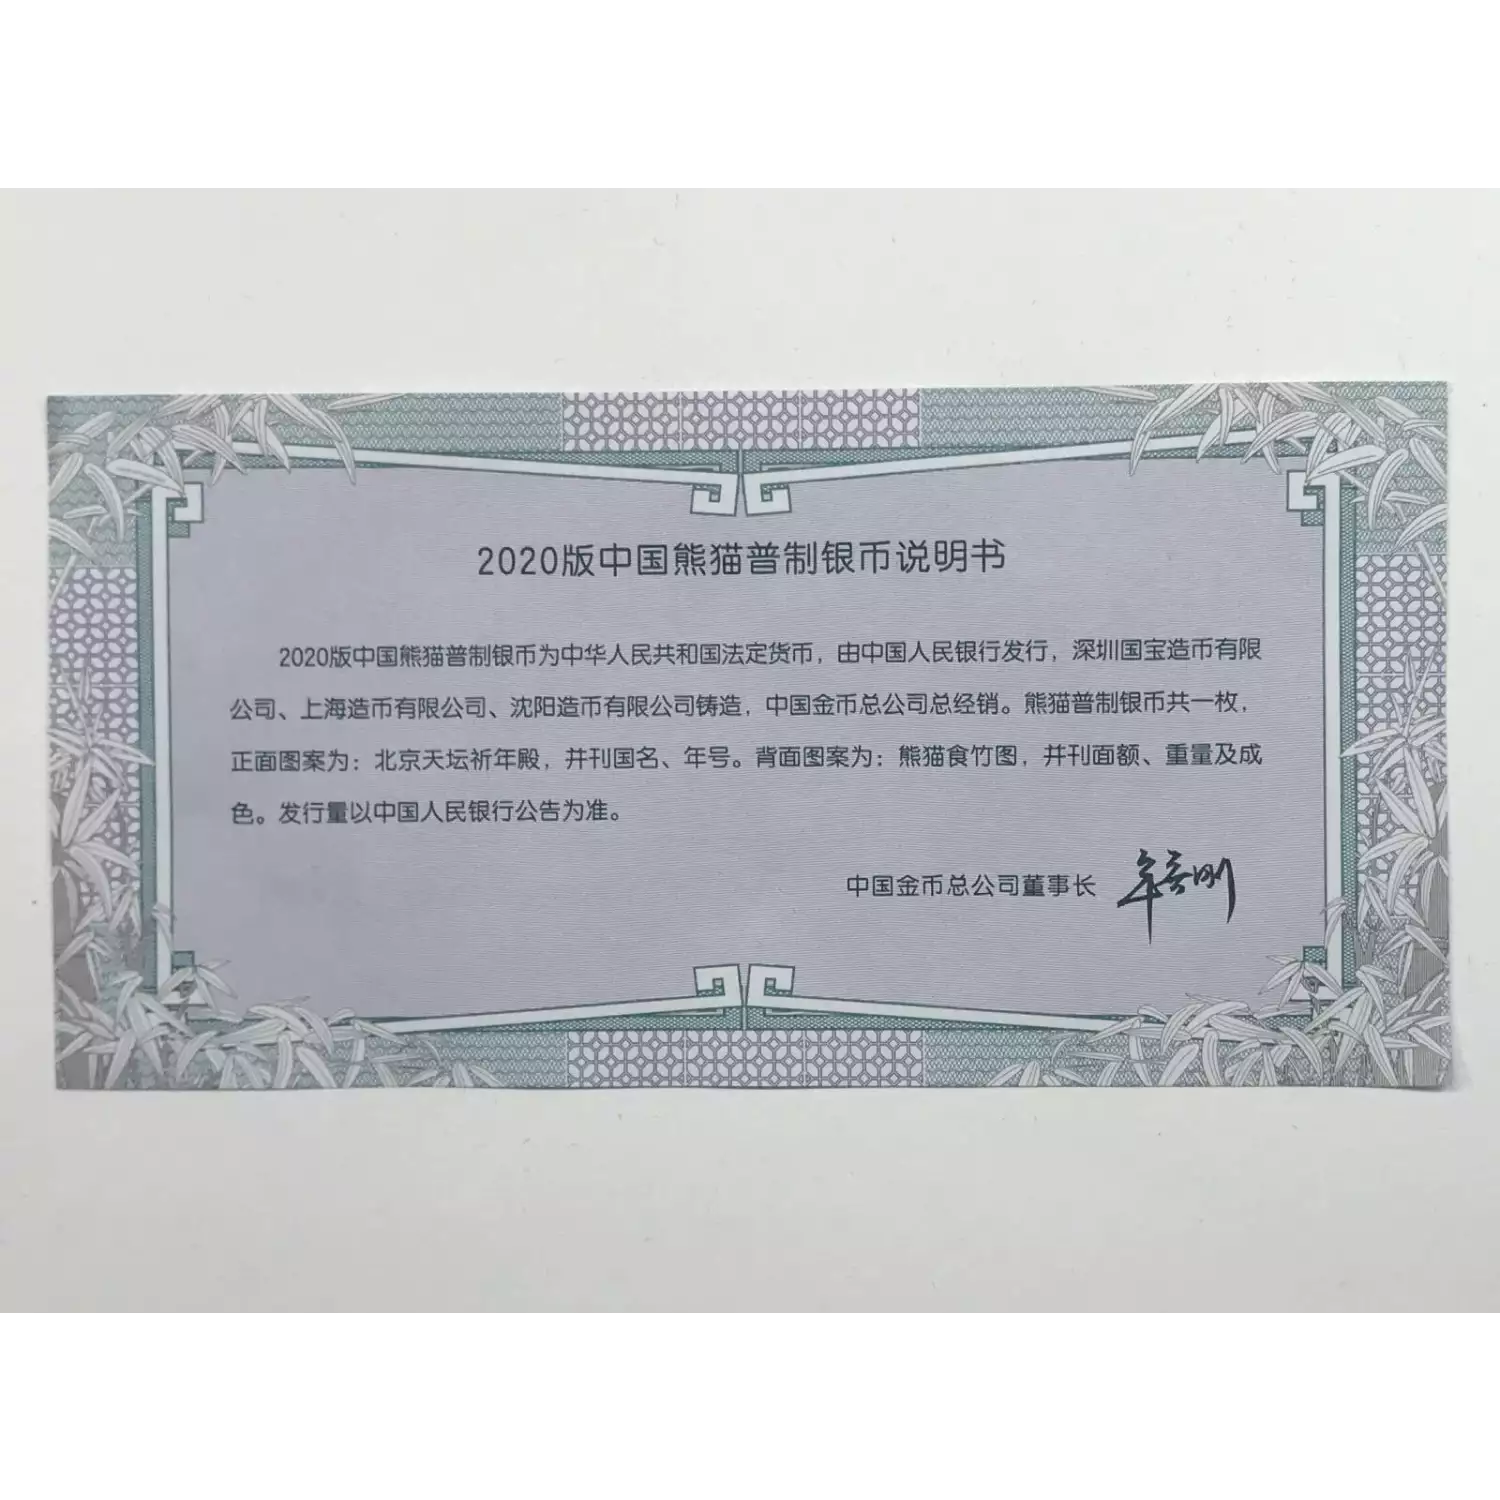 2020版中国熊猫普制银币说明书
2020版中国熊猫普制银币为中华人民共和国法定货币，由中国人民银行发行，深圳国宝造币有限
公司、上海造币有限公司、沈阳造币有限公司铸造，中国金币总公司总经销。熊猫普制银币共一枚，
正面图案为：北京天坛祈年殿，并刊国名、年号。背面图案为：熊猫食竹图，并刊面额、重量及成
色。发行量以中国人民银行公告为准。
中国金币总公司董事长